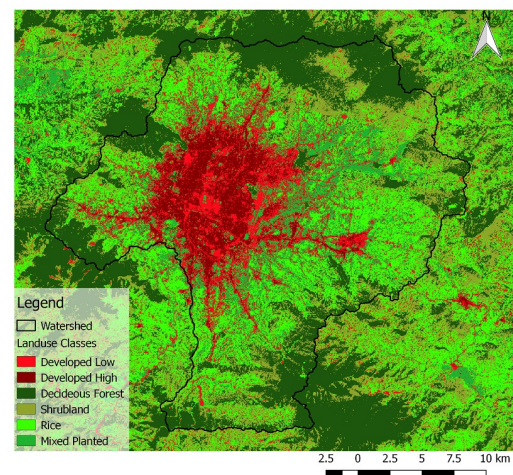 N
Legend
Watershed
Landuse Classes
Developed Low
Developed High
Decideous Forest
Shrubland
Rice
Mixed Planted
2.5 0 2.5 5 7.5 10 km